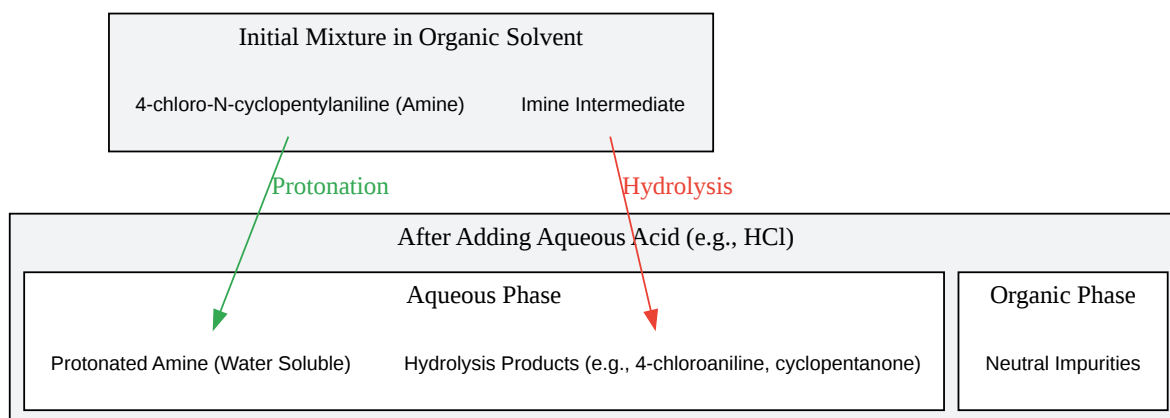 Initial Mixture in Organic Solvent
4-chloro-N-cyclopentylaniline (Amine)
Imine Intermediate
Protonation
Hydrolysis
After Adding Aqueous Acid (e.g., HCl)
Aqueous Phase
Organic Phase
Protonated Amine (Water Soluble)
Hydrolysis Products (e.g., 4-chloroaniline, cyclopentanone)
Neutral Impurities